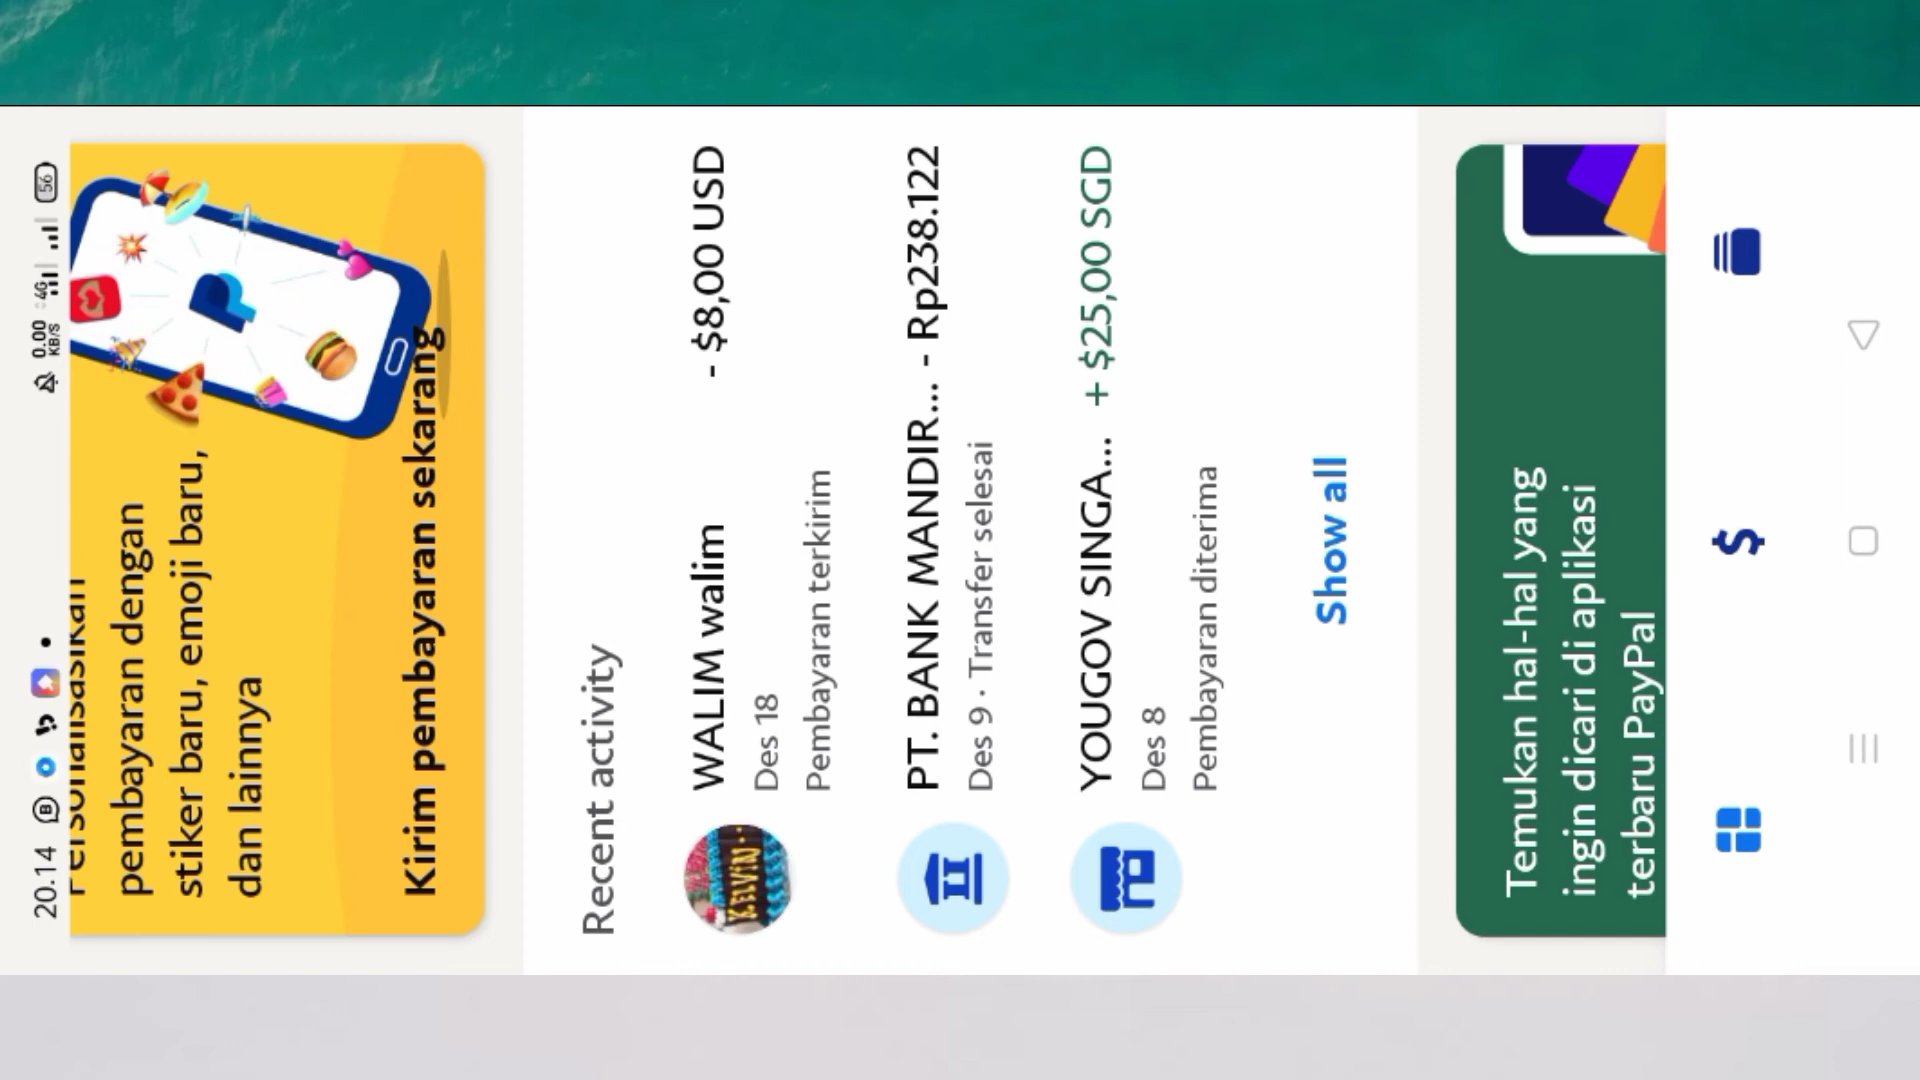 20.14
0.00
KB/S
4G
56
Personalisasikan
pembayaran dengan
stiker baru, emoji baru,
dan lainnya
Kirim pembayaran sekarang
Recent activity
KELVIN
WALIM walim - $8,00 USD
Des 18
Pembayaran terkirim
PT. BANK MANDIR... - Rp238.122
Des 9 · Transfer selesai
YOUGOV SINGA... + $25,00 SGD
Des 8
Pembayaran diterima
Show all
Temukan hal-hal yang
ingin dicari di aplikasi
terbaru PayPal